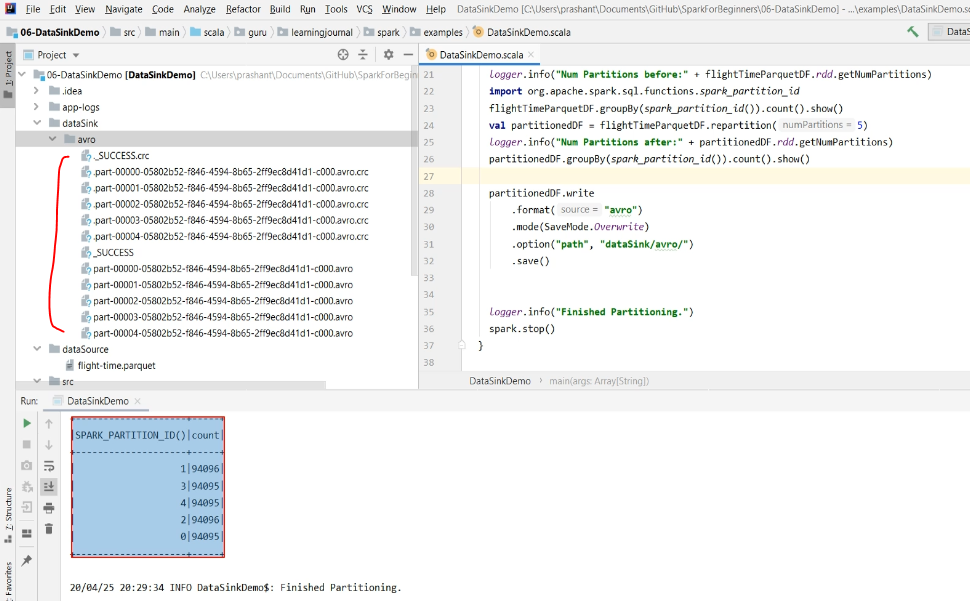 File Edit View Navigate Code Analyze Refactor Build Run Tools VCS Window Help DataSinkDemo [C:\Users\prashant\Documents\GitHub\SparkForBeginners\06-DataSinkDemo] - ...\examples\DataSinkDemo.sc
06-DataSinkDemo src main scala guru learningjournal spark examples DataSinkDemo.scala DataS
1: Project
Project
06-DataSinkDemo [DataSinkDemo] C:\Users\prashant\Documents\GitHub\SparkForBegin
.idea
app-logs
dataSink
avro
._SUCCESS.crc
.part-00000-05802b52-f846-4594-8b65-2ff9ec8d41d1-c000.avro.crc
.part-00001-05802b52-f846-4594-8b65-2ff9ec8d41d1-c000.avro.crc
.part-00002-05802b52-f846-4594-8b65-2ff9ec8d41d1-c000.avro.crc
.part-00003-05802b52-f846-4594-8b65-2ff9ec8d41d1-c000.avro.crc
.part-00004-05802b52-f846-4594-8b65-2ff9ec8d41d1-c000.avro.crc
_SUCCESS
part-00000-05802b52-f846-4594-8b65-2ff9ec8d41d1-c000.avro
part-00001-05802b52-f846-4594-8b65-2ff9ec8d41d1-c000.avro
part-00002-05802b52-f846-4594-8b65-2ff9ec8d41d1-c000.avro
part-00003-05802b52-f846-4594-8b65-2ff9ec8d41d1-c000.avro
part-00004-05802b52-f846-4594-8b65-2ff9ec8d41d1-c000.avro
dataSource
flight-time.parquet
src
DataSinkDemo.scala
21 logger.info("Num Partitions before:" + flightTimeParquetDF.rdd.getNumPartitions)
22 import org.apache.spark.sql.functions.spark_partition_id
23 flightTimeParquetDF.groupBy(spark_partition_id()).count().show()
24 val partitionedDF = flightTimeParquetDF.repartition( numPartitions = 5)
25 logger.info("Num Partitions after:" + partitionedDF.rdd.getNumPartitions)
26 partitionedDF.groupBy(spark_partition_id()).count().show()
27
28 partitionedDF.write
29 .format( source = "avro")
30 .mode(SaveMode.Overwrite)
31 .option("path", "dataSink/avro/")
32 .save()
33
34
35 logger.info("Finished Partitioning.")
36 spark.stop()
37 }
38
DataSinkDemo › main(args: Array[String])
Run: DataSinkDemo
|SPARK_PARTITION_ID()|count|
1|94096|
3|94095|
4|94095|
2|94096|
0|94095|
20/04/25 20:29:34 INFO DataSinkDemo$: Finished Partitioning.
7: Structure
Favorites